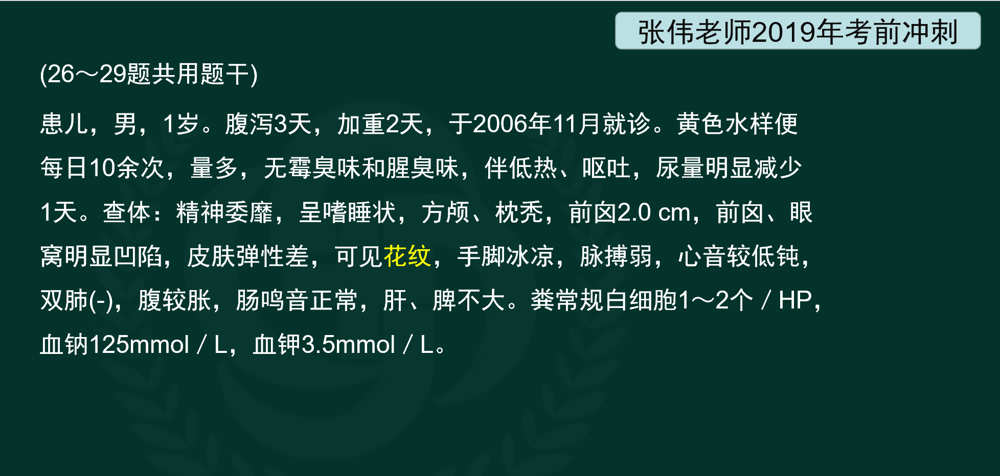 张伟老师2019年考前冲刺
(26～29题共用题干)
患儿，男，1岁。腹泻3天，加重2天，于2006年11月就诊。黄色水样便
每日10余次，量多，无霉臭味和腥臭味，伴低热、呕吐，尿量明显减少
1天。查体：精神委靡，呈嗜睡状，方颅、枕秃，前囟2.0 cm，前囟、眼
窝明显凹陷，皮肤弹性差，可见花纹，手脚冰凉，脉搏弱，心音较低钝，
双肺(-)，腹较胀，肠鸣音正常，肝、脾不大。粪常规白细胞1～2个／HP，
血钠125mmol／L，血钾3.5mmol／L。